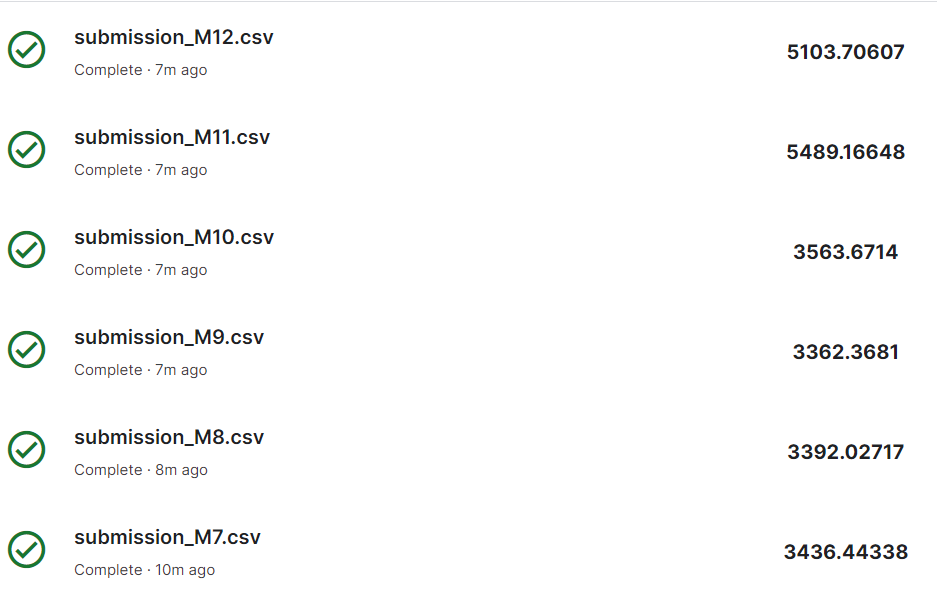 submission_M12.csv
5103.70607
Complete · 7m ago
submission_M11.csv
5489.16648
Complete · 7m ago
submission_M10.csv
3563.6714
Complete · 7m ago
submission_M9.csv
3362.3681
Complete · 7m ago
submission_M8.csv
3392.02717
Complete · 8m ago
submission_M7.csv
3436.44338
Complete · 10m ago